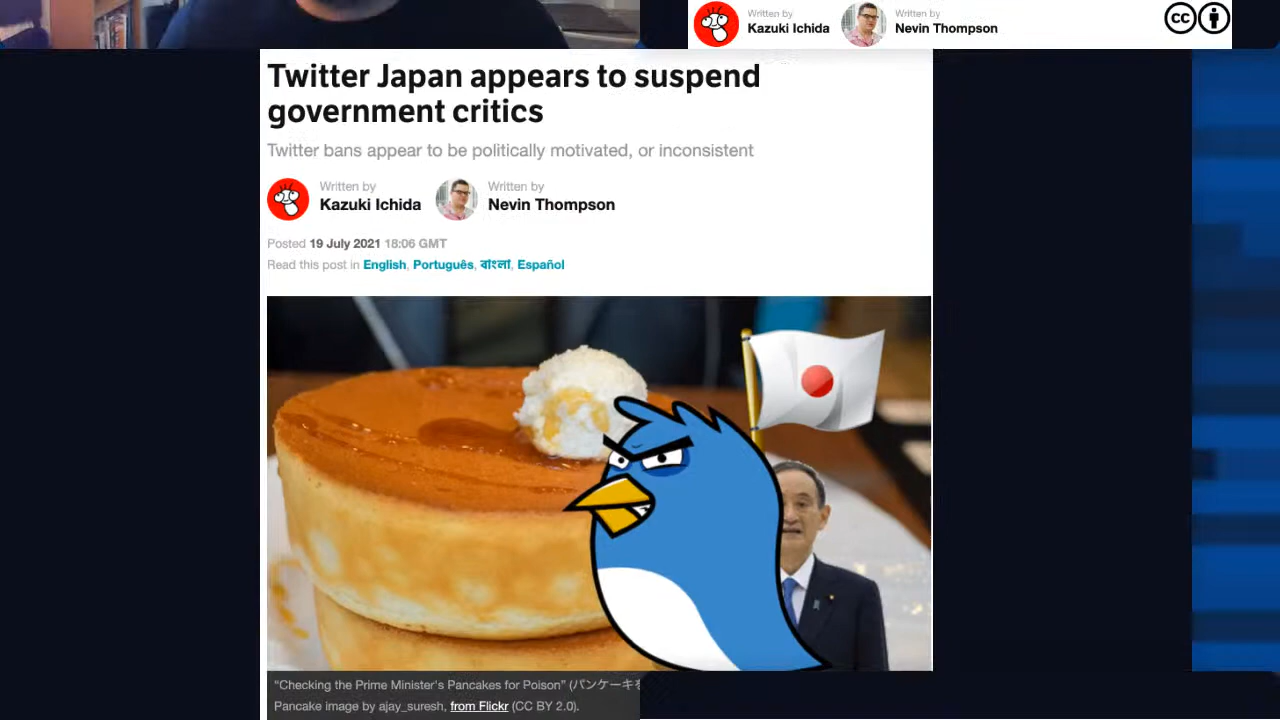 Written by
Kazuki Ichida
Written by
Nevin Thompson
cc
Twitter Japan appears to suspend
government critics
Twitter bans appear to be politically motivated, or inconsistent
Written by
Kazuki Ichida
Written by
Nevin Thompson
Posted 19 July 2021 18:06 GMT
Read this post in English, Português, বাংলা, Español
“Checking the Prime Minister's Pancakes for Poison” (パンケーキを
Pancake image by ajay_suresh, from Flickr (CC BY 2.0).